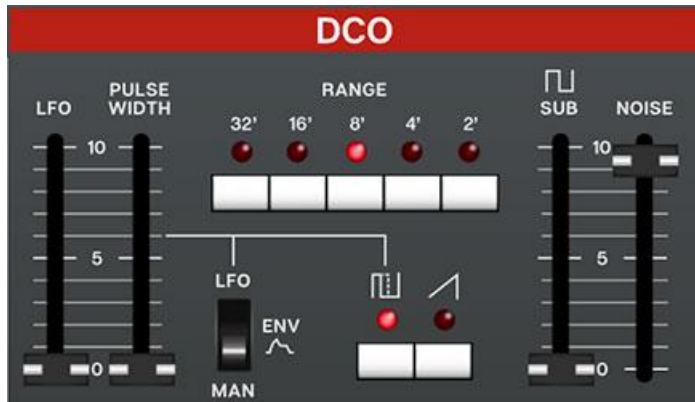 DCO
LFO
PULSE
WIDTH
RANGE
32' 16' 8' 4' 2'
SUB
NOISE
10
5
0
10
5
0
LFO
ENV
MAN